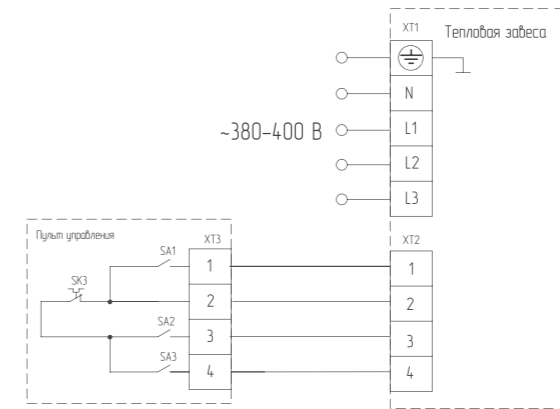 XT1
Тепловая завеса
N
~380-400 В
L1
L2
L3
Пульт управления
XT3
XT2
SA1
1
1
SK3
2
2
SA2
3
3
SA3
4
4